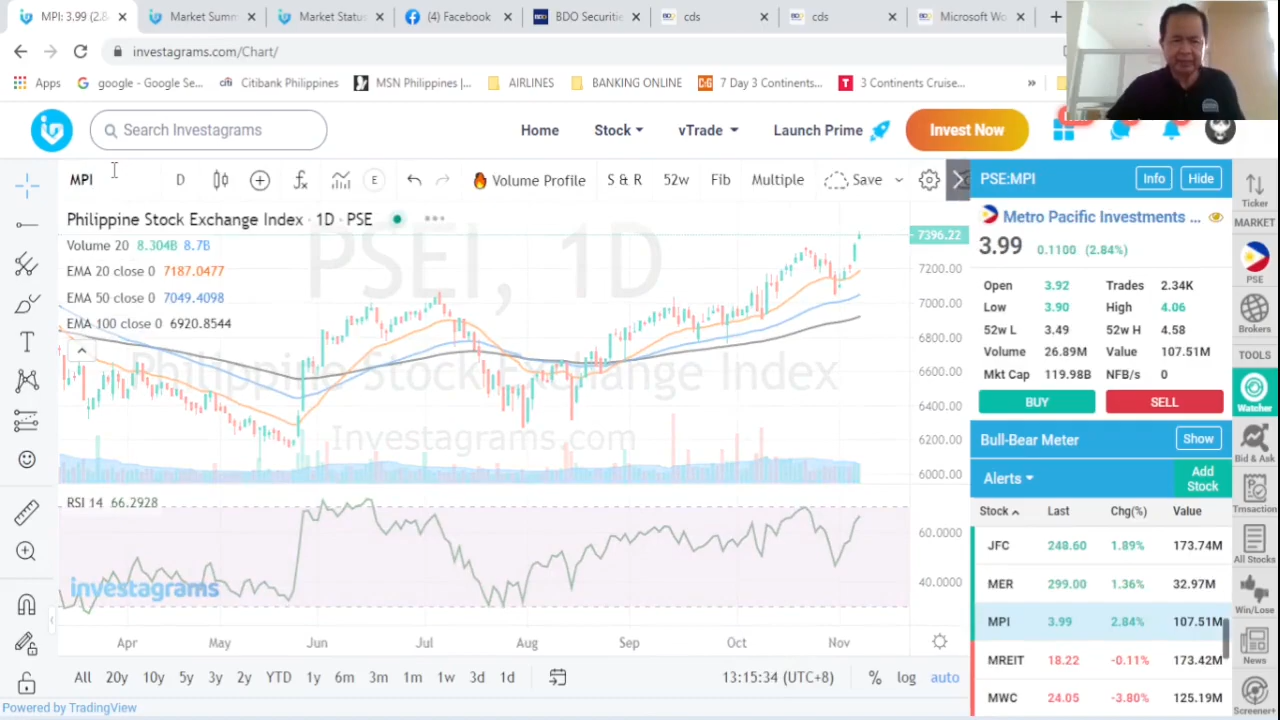 MPI: 3.99 (2.8
Market Summ
Market Status
(4) Facebook
BDO Securitie
cds
cds
Microsoft Wo
investagrams.com/Chart/
Apps
google - Google Se...
Citibank Philippines
MSN Philippines |...
AIRLINES
BANKING ONLINE
7 Day 3 Continents...
3 Continents Cruise...
»
Search Investagrams
Home
Stock
vTrade
Launch Prime
Invest Now
MPI
D
E
Volume Profile
S & R
52w
Fib
Multiple
Save
Philippine Stock Exchange Index · 1D · PSE
Volume 20 8.304B 8.7B
EMA 20 close 0 7187.0477
EMA 50 close 0 7049.4098
EMA 100 close 0 6920.8544
PSEI, 1D
Philippine Stock Exchange Index
Investagrams.com
7396.22
7200.00
7000.00
6800.00
6600.00
6400.00
6200.00
6000.00
RSI 14 66.2928
60.0000
40.0000
investagrams
Apr
May
Jun
Jul
Aug
Sep
Oct
Nov
All
20y
10y
5y
3y
2y
YTD
1y
6m
3m
1m
1w
3d
1d
13:15:34 (UTC+8)
%
log
auto
Powered by TradingView
PSE:MPI
Info
Hide
Metro Pacific Investments ...
3.99 0.1100 (2.84%)
Open 3.92 Trades 2.34K
Low 3.90 High 4.06
52w L 3.49 52w H 4.58
Volume 26.89M Value 107.51M
Mkt Cap 119.98B NFB/s 0
BUY
SELL
Bull-Bear Meter
Show
Alerts
Add Stock
Stock Last Chg(%) Value
JFC 248.60 1.89% 173.74M
MER 299.00 1.36% 32.97M
MPI 3.99 2.84% 107.51M
MREIT 18.22 -0.11% 173.42M
MWC 24.05 -3.80% 125.19M
Ticker
MARKET
PSE
Brokers
TOOLS
Watcher
Bid & Ask
Trnsaction
All Stocks
Win/Lose
News
Screener+